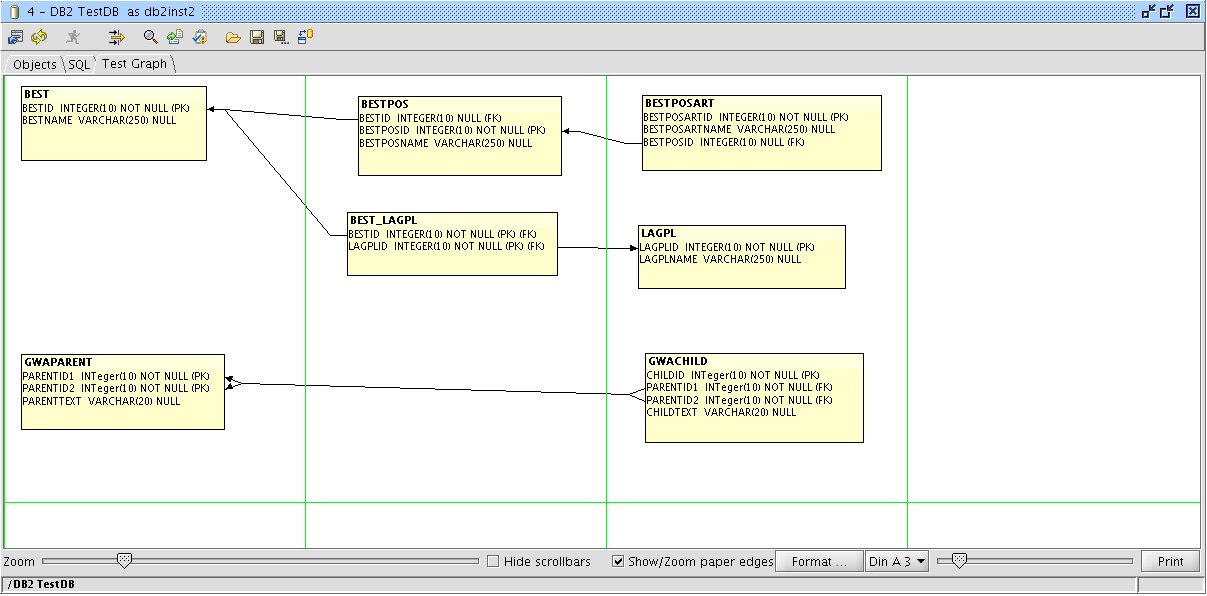 4 - DB2 TestDB as db2inst2
Objects
SQL
Test Graph
BEST
BESTID INTEGER(10) NOT NULL (PK)
BESTNAME VARCHAR(250) NULL
BESTPOS
BESTID INTEGER(10) NULL (FK)
BESTPOSID INTEGER(10) NOT NULL (PK)
BESTPOSNAME VARCHAR(250) NULL
BESTPOSART
BESTPOSARTID INTEGER(10) NOT NULL (PK)
BESTPOSARTNAME VARCHAR(250) NULL
BESTPOSID INTEGER(10) NULL (FK)
BEST_LAGPL
BESTID INTEGER(10) NOT NULL (PK) (FK)
LAGPLID INTEGER(10) NOT NULL (PK) (FK)
LAGPL
LAGPLID INTEGER(10) NOT NULL (PK)
LAGPLNAME VARCHAR(250) NULL
GWAPARENT
PARENTID1 INTeger(10) NOT NULL (PK)
PARENTID2 INTeger(10) NOT NULL (PK)
PARENTTEXT VARCHAR(20) NULL
GWACHILD
CHILDID INTeger(10) NOT NULL (PK)
PARENTID1 INTeger(10) NOT NULL (FK)
PARENTID2 INTeger(10) NOT NULL (FK)
CHILDTEXT VARCHAR(20) NULL
Zoom
Hide scrollbars
Show/Zoom paper edges
Format ...
Din A 3
Print
/DB2 TestDB